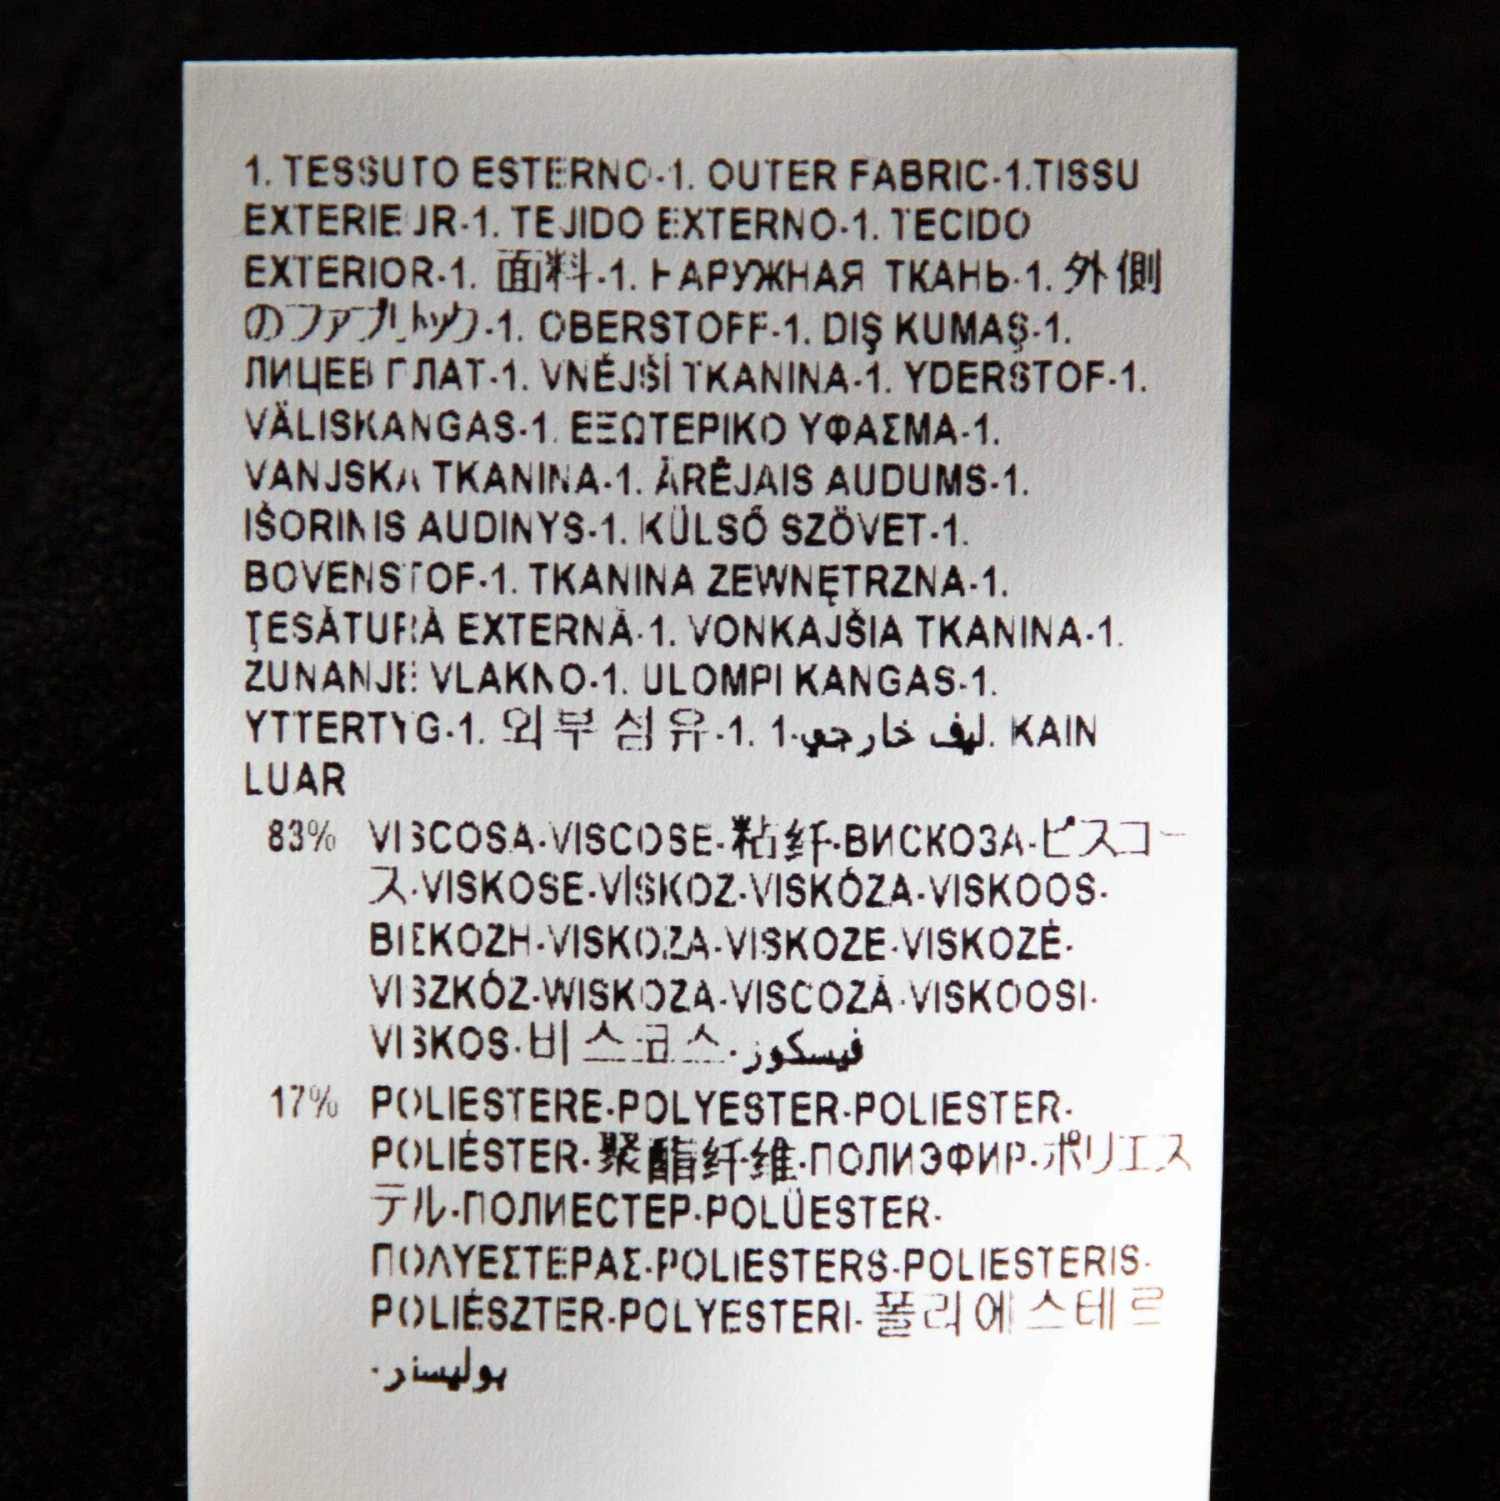 1. TESSUTO ESTERNO-1. OUTER FABRIC-1.TISSU
EXTERIEUR-1. TEJIDO EXTERNO-1. TECIDO
EXTERIOR-1. 面料-1. НАРУЖНАЯ ТКАНЬ-1. 外側
のファブリック-1. OBERSTOFF-1. DIŞ KUMAŞ-1.
ЛИЦЕВ ПЛАТ-1. VNĚJŠÍ TKANINA-1. YDERSTOF-1.
VÄLISKANGAS-1. ΕΞΩΤΕΡΙΚΟ ΥΦΑΣΜΑ-1.
VANJSKA TKANINA-1. ĀRĒJAIS AUDUMS-1.
IŠORINIS AUDINYS-1. KÜLSŐ SZÖVET-1.
BOVENSTOF-1. TKANINA ZEWNĘTRZNA-1.
ŢESĂTURĂ EXTERNĂ-1. VONKAJŠIA TKANINA-1.
ZUNANJE VLAKNO-1. ULOMPI KANGAS-1.
YTTERTYG-1. 외부 섬유-1. 1-ليف خارجي. KAIN
LUAR
83% VISCOSA-VISCOSE-粘纤-ВИСКОЗА-ビスコー
ス-VISKOSE-VİSKOZ-VISKÓZA-VISKOOS-
ΒΙΣΚΟΖΗ-VISKOZA-VISKOZE-VISKOZĖ-
VISZKÓZ-WISKOZA-VISCOZĂ-VISKOOSI-
VISKOS-비스코스-فيسكوز
17% POLIESTERE-POLYESTER-POLIESTER-
POLIÉSTER-聚酯纤维-ПОЛИЭФИР-ポリエス
テル-ПОЛИЕСТЕР-POLÜESTER-
ΠΟΛΥΕΣΤΕΡΑΣ-POLIESTERS-POLIESTERIS-
POLIÉSZTER-POLYESTERI-폴리에스테르
بوليستر-